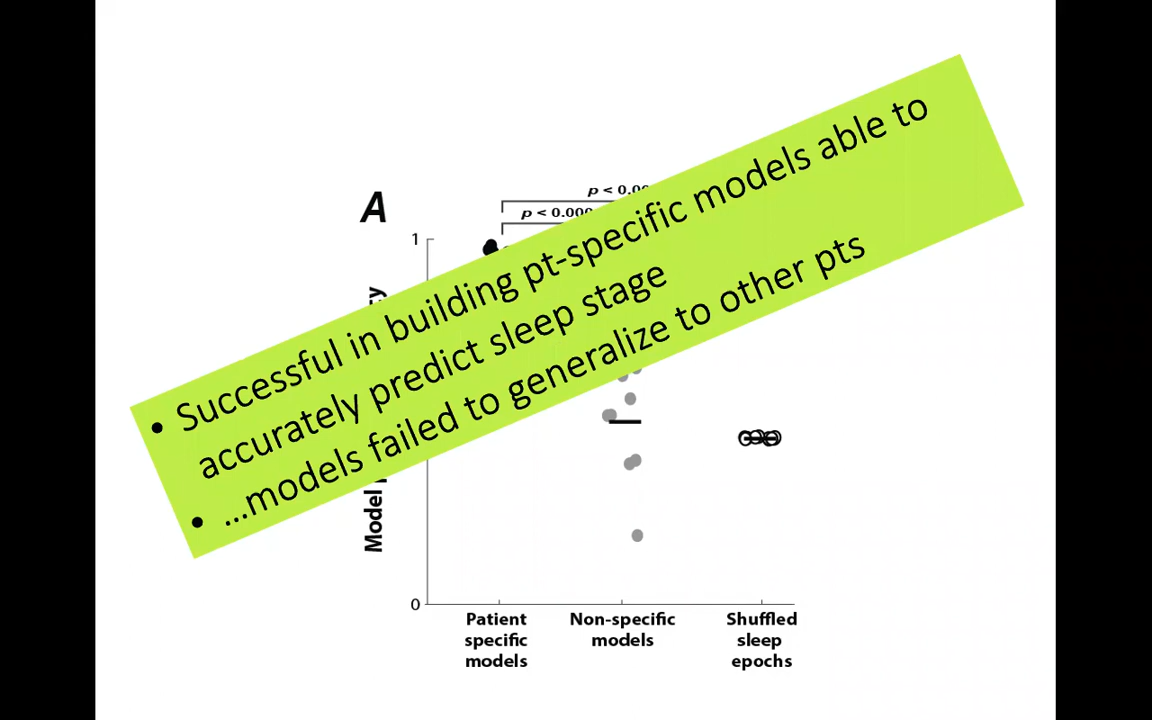 A
p < 0.00
p < 0.000
1
0
Model
• Successful in building pt-specific models able to
accurately predict sleep stage
• ...models failed to generalize to other pts
Patient
specific
models
Non-specific
models
Shuffled
sleep
epochs